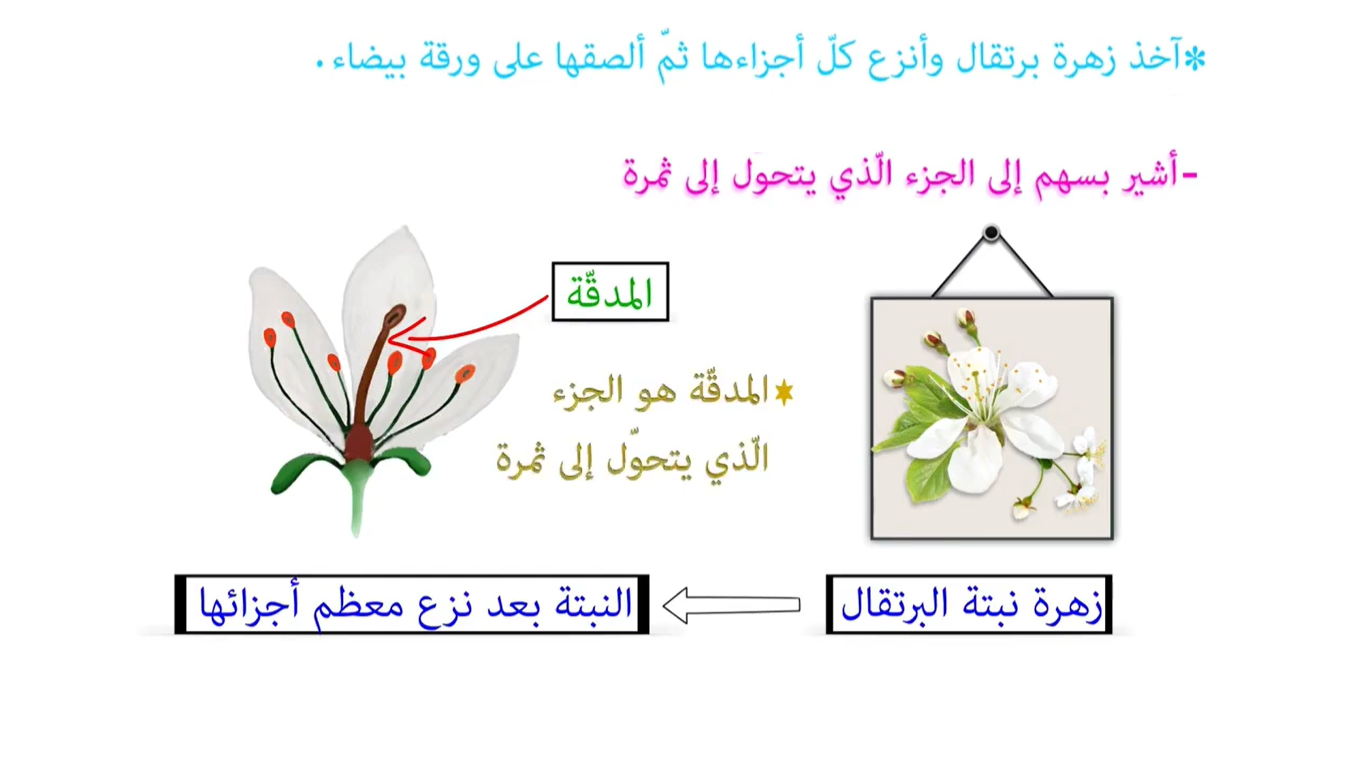 *آخذ زهرة برتقال وأنزع كلّ أجزاءها ثمّ ألصقها على ورقة بيضاء.
-أشير بسهم إلى الجزء الّذي يتحول إلى ثمرة
المدقّة
المدقّة هو الجزء
الّذي يتحوّل إلى ثمرة
زهرة نبتة البرتقال
النبتة بعد نزع معظم أجزائها